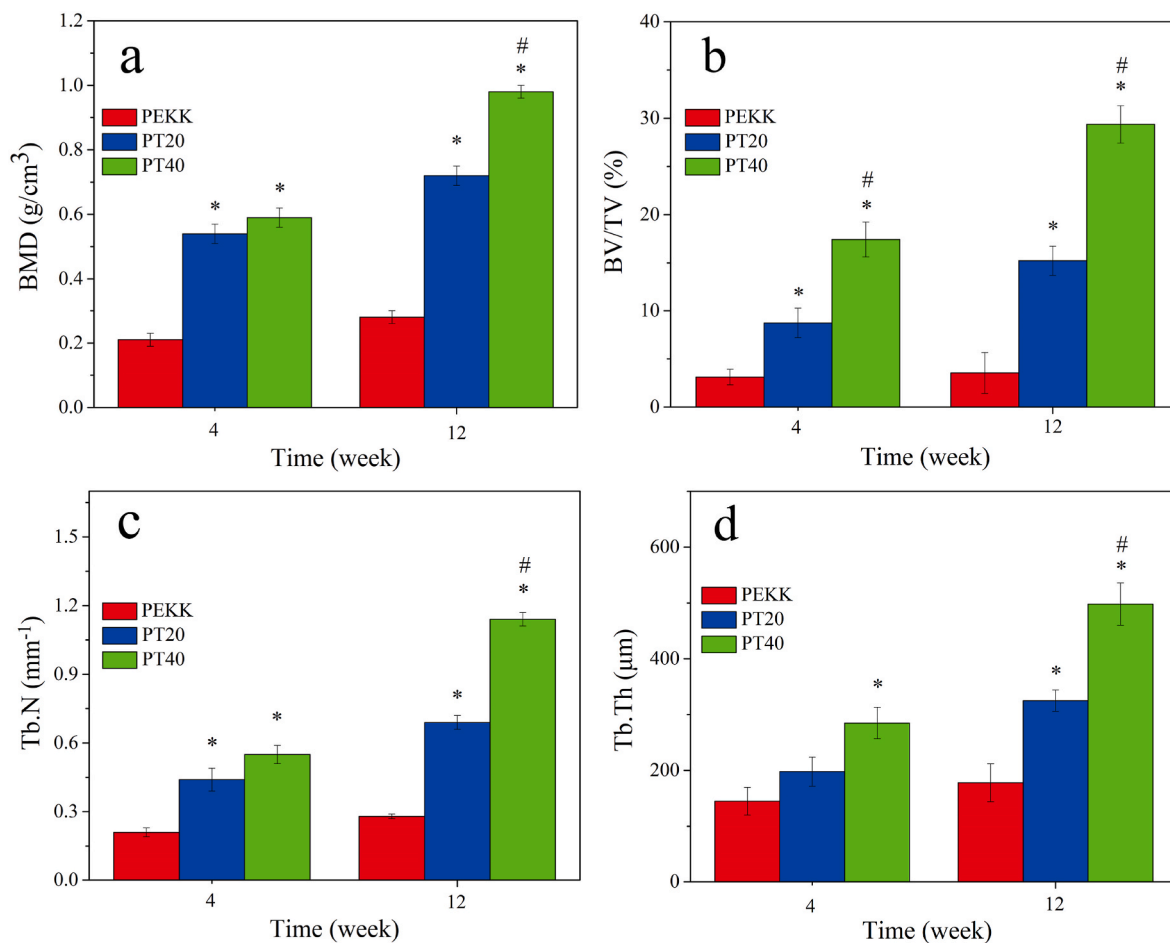 a
BMD (g/cm³)
1.2
1.0
0.8
0.6
0.4
0.2
0.0
PEKK
PT20
PT40
*
*
*
#
*
4
12
Time (week)
b
BV/TV (%)
40
30
20
10
0
PEKK
PT20
PT40
*
#
*
*
#
*
4
12
Time (week)
c
Tb.N (mm⁻¹)
1.5
1.2
0.9
0.6
0.3
0.0
PEKK
PT20
PT40
*
*
*
#
*
4
12
Time (week)
d
Tb.Th (μm)
600
400
200
0
PEKK
PT20
PT40
*
*
#
*
4
12
Time (week)